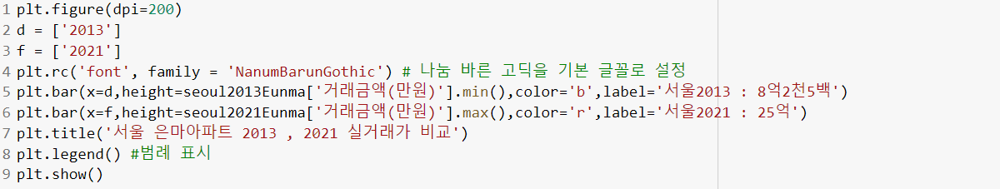 1 plt.figure(dpi=200)
2 d = ['2013']
3 f = ['2021']
4 plt.rc('font', family = 'NanumBarunGothic') # 나눔 바른 고딕을 기본 글꼴로 설정
5 plt.bar(x=d,height=seoul2013Eunma['거래금액(만원)'].min(),color='b',label='서울2013 : 8억2천5백')
6 plt.bar(x=f,height=seoul2021Eunma['거래금액(만원)'].max(),color='r',label='서울2021 : 25억')
7 plt.title('서울 은마아파트 2013 , 2021 실거래가 비교')
8 plt.legend() #범례 표시
9 plt.show()